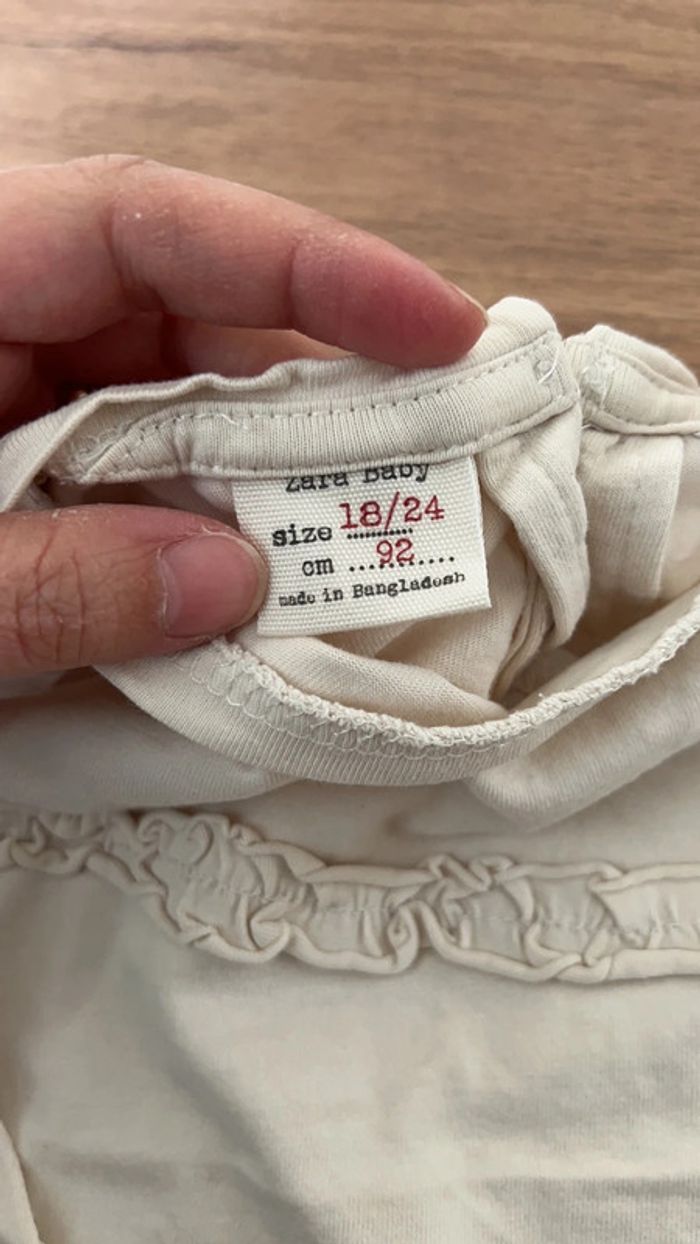 Zara Baby
size 18/24
cm 92
made in Bangladesh